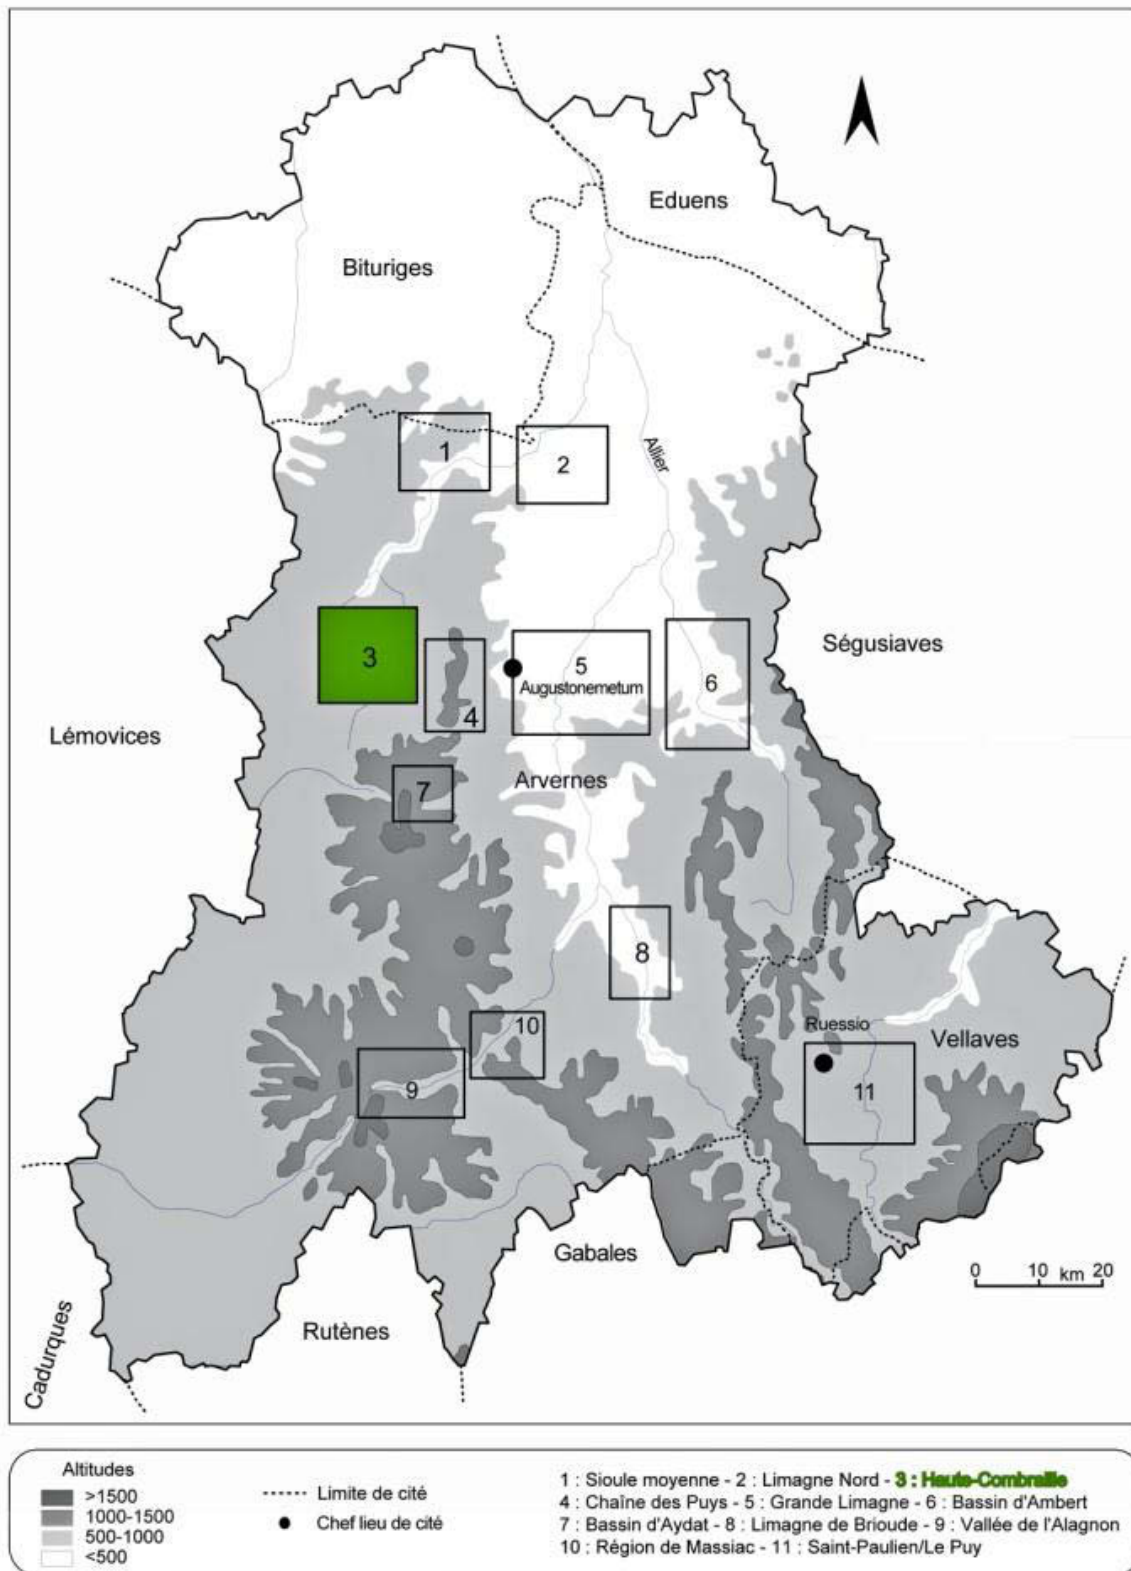 Eduens
Bituriges
1
2
Allier
3
5
Augustonemetum
6
4
Ségusiaves
Lémovices
Arvernes
7
8
10
Ruessio
Vellaves
9
11
Gabales
0 10 km 20
Rutènes
Cadurques
Altitudes
>1500
1000-1500
500-1000
<500
Limite de cité
Chef lieu de cité
1 : Sioule moyenne - 2 : Limagne Nord - 3 : Haute-Combraille
4 : Chaîne des Puys - 5 : Grande Limagne - 6 : Bassin d'Ambert
7 : Bassin d'Aydat - 8 : Limagne de Brioude - 9 : Vallée de l'Alagnon
10 : Région de Massiac - 11 : Saint-Paulien/Le Puy